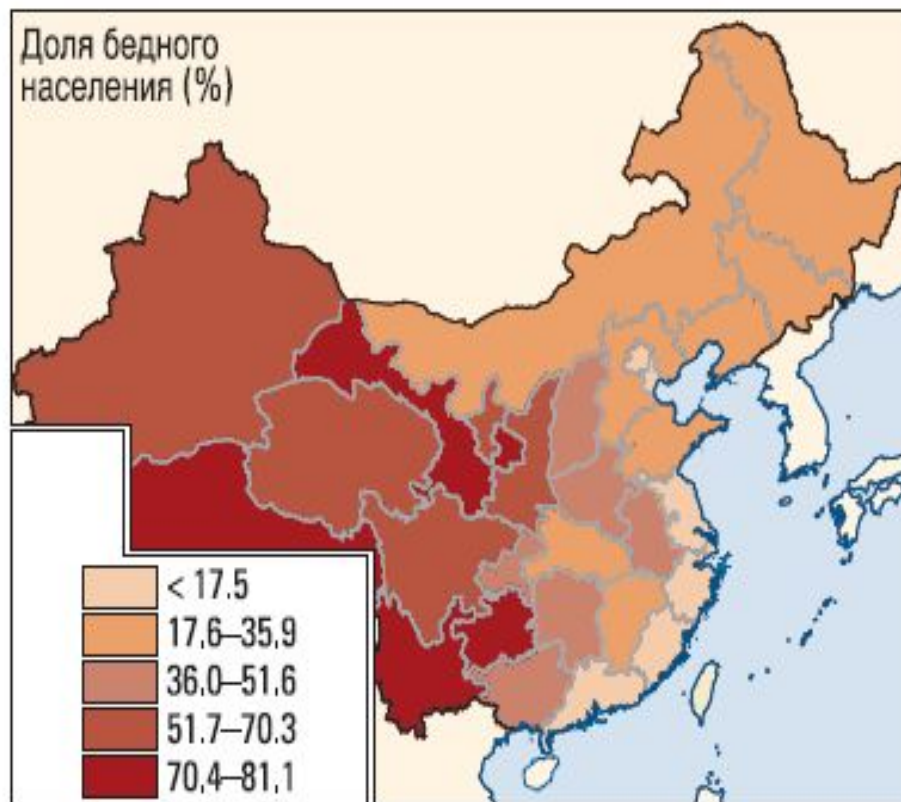 Доля бедного
населения (%)
< 17.5
17,6–35,9
36.0–51.6
51.7–70.3
70,4–81,1